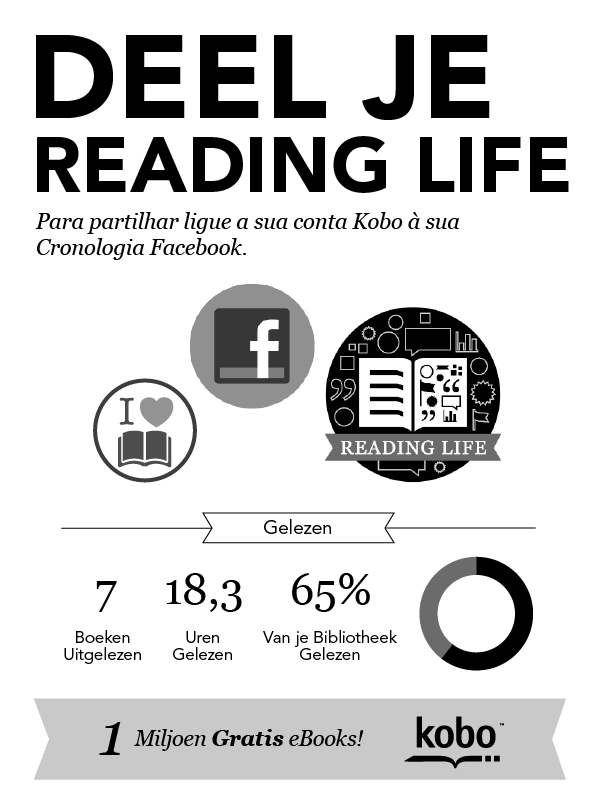 DEEL JE
READING LIFE
Para partilhar ligue a sua conta Kobo à sua
Cronologia Facebook.
f
I
READING LIFE
Gelezen
7
Boeken
Uitgelezen
18,3
Uren
Gelezen
65%
Van je Bibliotheek
Gelezen
1 Miljoen Gratis eBooks!
kobo™